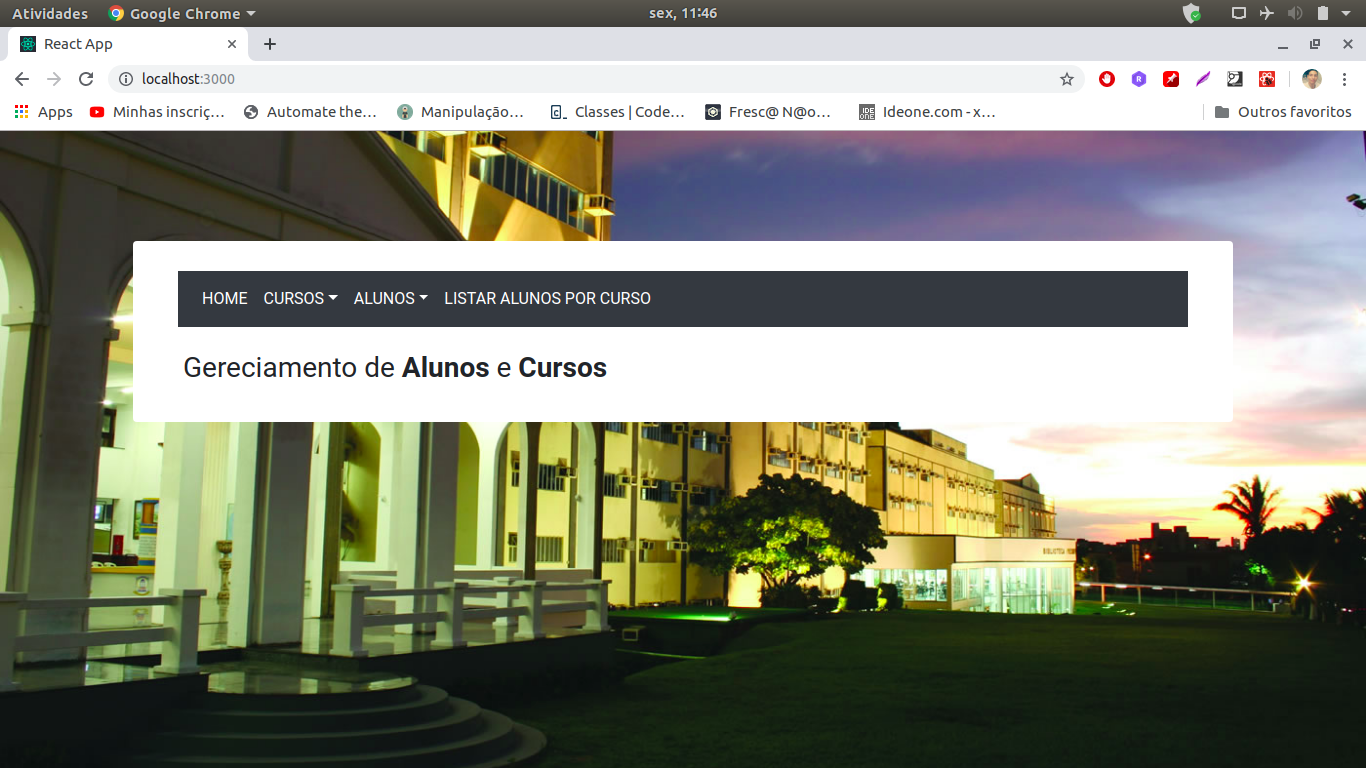 Atividades Google Chrome sex, 11:46
React App
localhost:3000
Apps Minhas inscriç… Automate the… Manipulação… Classes | Code… Fresc@ N@o… Ideone.com - x… Outros favoritos
HOME CURSOS ALUNOS LISTAR ALUNOS POR CURSO
Gereciamento de Alunos e Cursos